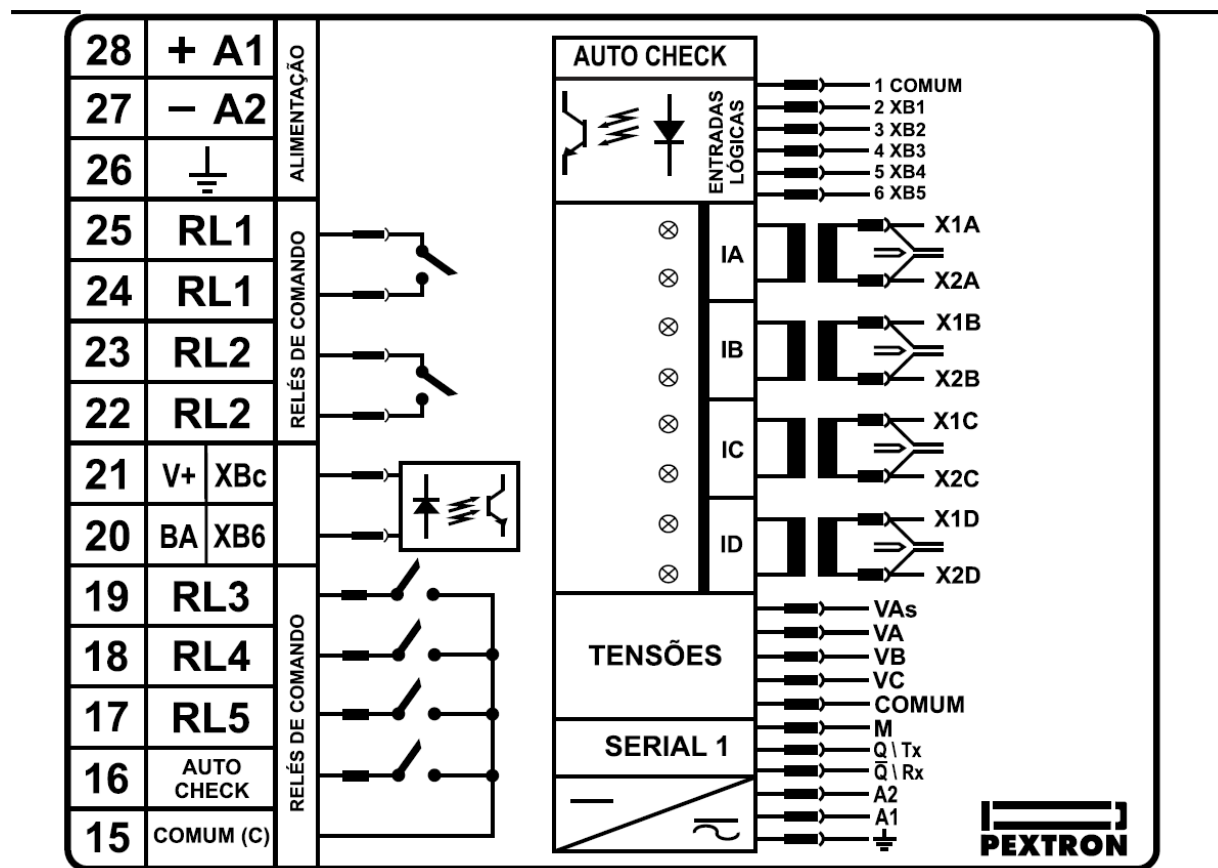 28 + A1
27 − A2
26
ALIMENTAÇÃO
25 RL1
24 RL1
23 RL2
22 RL2
RELÉS DE COMANDO
21 V+ XBc
20 BA XB6
19 RL3
18 RL4
17 RL5
16 AUTO
CHECK
15 COMUM (C)
RELÉS DE COMANDO
AUTO CHECK
ENTRADAS
LÓGICAS
1 COMUM
2 XB1
3 XB2
4 XB3
5 XB4
6 XB5
IA
X1A
X2A
IB
X1B
X2B
IC
X1C
X2C
ID
X1D
X2D
TENSÕES
VAs
VA
VB
VC
COMUM
SERIAL 1
M
Q \ Tx
Q̅ \ Rx
A2
A1
PEXTRON